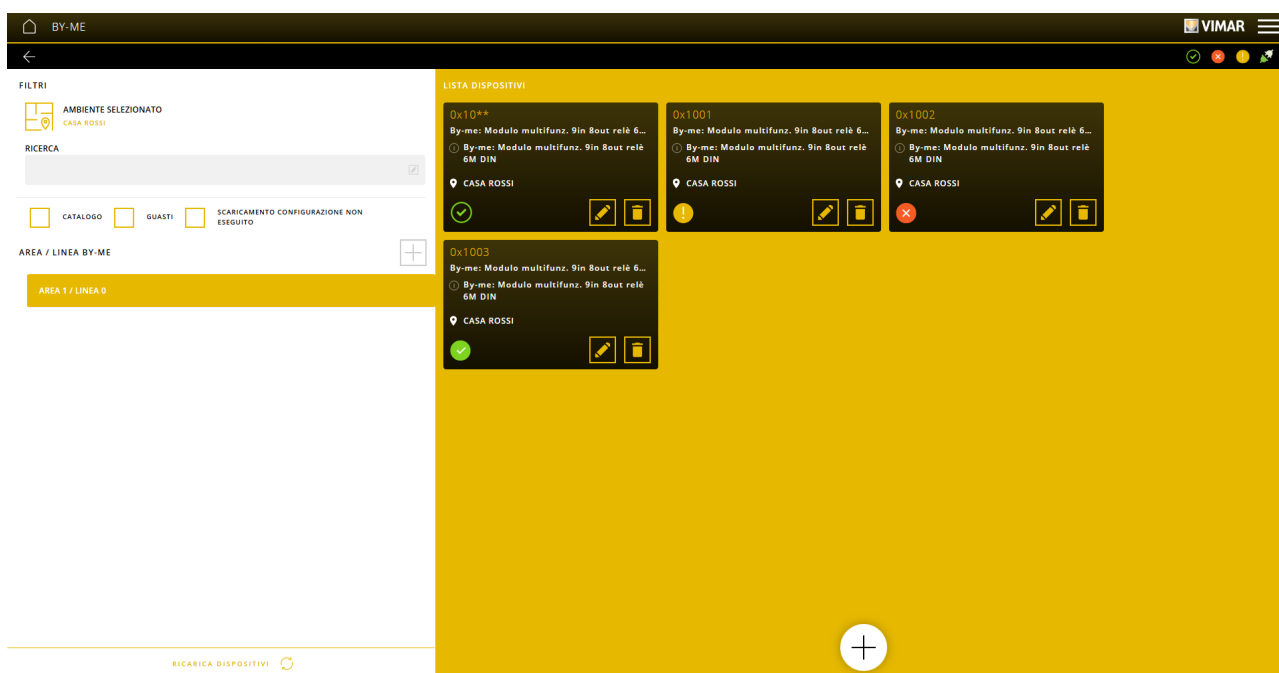 BY-ME
VIMAR
FILTRI
AMBIENTE SELEZIONATO
CASA ROSSI
RICERCA
CATALOGO
GUASTI
SCARICAMENTO CONFIGURAZIONE NON
ESEGUITO
AREA / LINEA BY-ME
AREA 1 / LINEA 0
RICARICA DISPOSITIVI
LISTA DISPOSITIVI
0x10**
By-me: Modulo multifunz. 9in 8out relè 6...
By-me: Modulo multifunz. 9in 8out relè
6M DIN
CASA ROSSI
0x1001
By-me: Modulo multifunz. 9in 8out relè 6...
By-me: Modulo multifunz. 9in 8out relè
6M DIN
CASA ROSSI
0x1002
By-me: Modulo multifunz. 9in 8out relè 6...
By-me: Modulo multifunz. 9in 8out relè
6M DIN
CASA ROSSI
0x1003
By-me: Modulo multifunz. 9in 8out relè 6...
By-me: Modulo multifunz. 9in 8out relè
6M DIN
CASA ROSSI